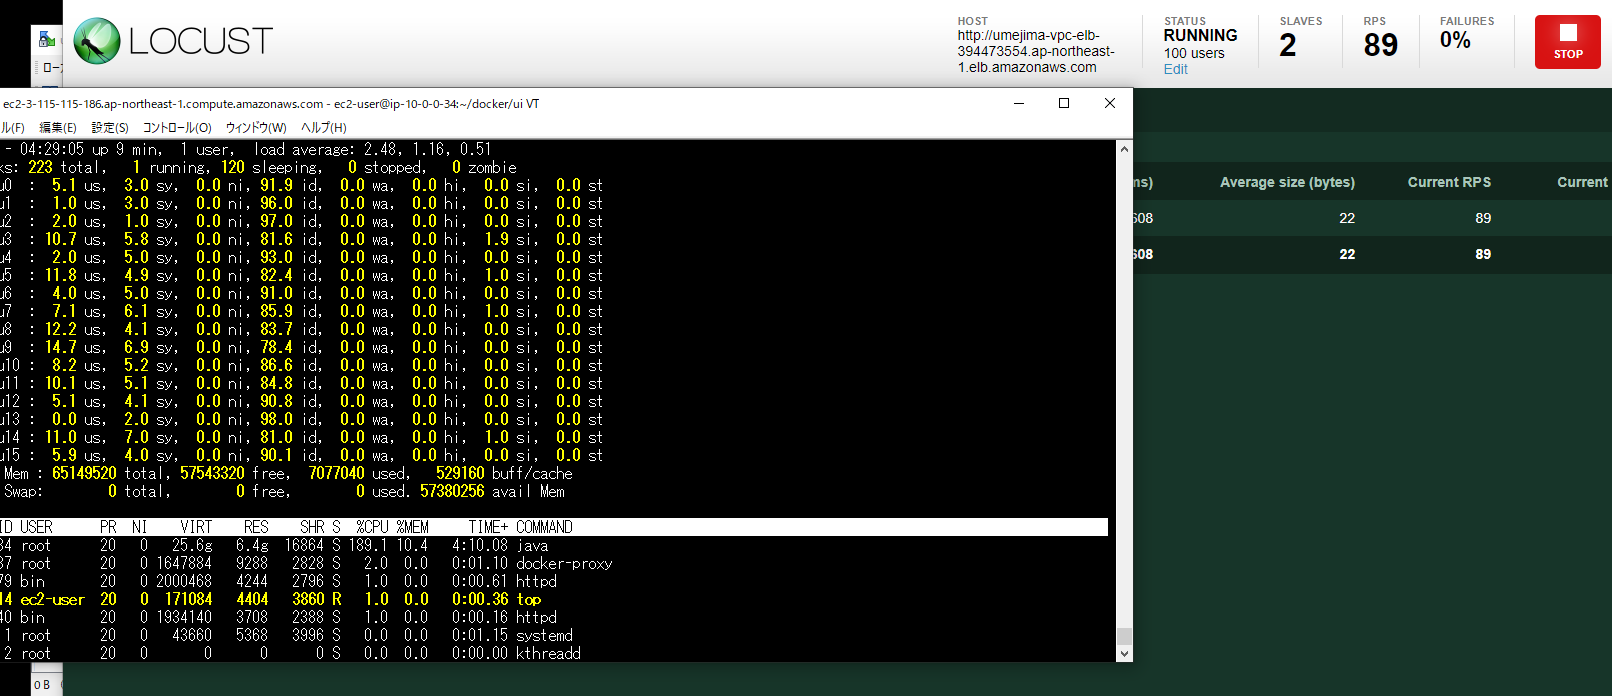 LOCUST
HOST
http://umejima-vpc-elb-
394473554.ap-northeast-
1.elb.amazonaws.com
STATUS
RUNNING
100 users
Edit
SLAVES
2
RPS
89
FAILURES
0%
STOP
ec2-3-115-115-186.ap-northeast-1.compute.amazonaws.com - ec2-user@ip-10-0-0-34:~/docker/ui VT
ル(F) 編集(E) 設定(S) コントロール(O) ウィンドウ(W) ヘルプ(H)
- 04:29:05 up 9 min, 1 user, load average: 2.48, 1.16, 0.51
ks: 223 total, 1 running, 120 sleeping, 0 stopped, 0 zombie
u0 : 5.1 us, 3.0 sy, 0.0 ni, 91.9 id, 0.0 wa, 0.0 hi, 0.0 si, 0.0 st
u1 : 1.0 us, 3.0 sy, 0.0 ni, 96.0 id, 0.0 wa, 0.0 hi, 0.0 si, 0.0 st
u2 : 2.0 us, 1.0 sy, 0.0 ni, 97.0 id, 0.0 wa, 0.0 hi, 0.0 si, 0.0 st
u3 : 10.7 us, 5.8 sy, 0.0 ni, 81.6 id, 0.0 wa, 0.0 hi, 1.9 si, 0.0 st
u4 : 2.0 us, 5.0 sy, 0.0 ni, 93.0 id, 0.0 wa, 0.0 hi, 0.0 si, 0.0 st
u5 : 11.8 us, 4.9 sy, 0.0 ni, 82.4 id, 0.0 wa, 0.0 hi, 1.0 si, 0.0 st
u6 : 4.0 us, 5.0 sy, 0.0 ni, 91.0 id, 0.0 wa, 0.0 hi, 0.0 si, 0.0 st
u7 : 7.1 us, 6.1 sy, 0.0 ni, 85.9 id, 0.0 wa, 0.0 hi, 1.0 si, 0.0 st
u8 : 12.2 us, 4.1 sy, 0.0 ni, 83.7 id, 0.0 wa, 0.0 hi, 0.0 si, 0.0 st
u9 : 14.7 us, 6.9 sy, 0.0 ni, 78.4 id, 0.0 wa, 0.0 hi, 0.0 si, 0.0 st
u10 : 8.2 us, 5.2 sy, 0.0 ni, 86.6 id, 0.0 wa, 0.0 hi, 0.0 si, 0.0 st
u11 : 10.1 us, 5.1 sy, 0.0 ni, 84.8 id, 0.0 wa, 0.0 hi, 0.0 si, 0.0 st
u12 : 5.1 us, 4.1 sy, 0.0 ni, 90.8 id, 0.0 wa, 0.0 hi, 0.0 si, 0.0 st
u13 : 0.0 us, 2.0 sy, 0.0 ni, 98.0 id, 0.0 wa, 0.0 hi, 0.0 si, 0.0 st
u14 : 11.0 us, 7.0 sy, 0.0 ni, 81.0 id, 0.0 wa, 0.0 hi, 1.0 si, 0.0 st
u15 : 5.9 us, 4.0 sy, 0.0 ni, 90.1 id, 0.0 wa, 0.0 hi, 0.0 si, 0.0 st
Mem : 65149520 total, 57543320 free, 7077040 used, 529160 buff/cache
Swap: 0 total, 0 free, 0 used. 57380256 avail Mem
ID USER PR NI VIRT RES SHR S %CPU %MEM TIME+ COMMAND
34 root 20 0 25.6g 6.4g 16864 S 189.1 10.4 4:10.08 java
37 root 20 0 1647884 9288 2828 S 2.0 0.0 0:01.10 docker-proxy
79 bin 20 0 2000468 4244 2796 S 1.0 0.0 0:00.61 httpd
14 ec2-user 20 0 171084 4404 3860 R 1.0 0.0 0:00.36 top
40 bin 20 0 1934140 3708 2388 S 1.0 0.0 0:00.16 httpd
1 root 20 0 43660 5368 3996 S 0.0 0.0 0:01.15 systemd
2 root 20 0 0 0 0 S 0.0 0.0 0:00.00 kthreadd
ms) Average size (bytes) Current RPS Current
608 22 89
608 22 89
ロー
0 B